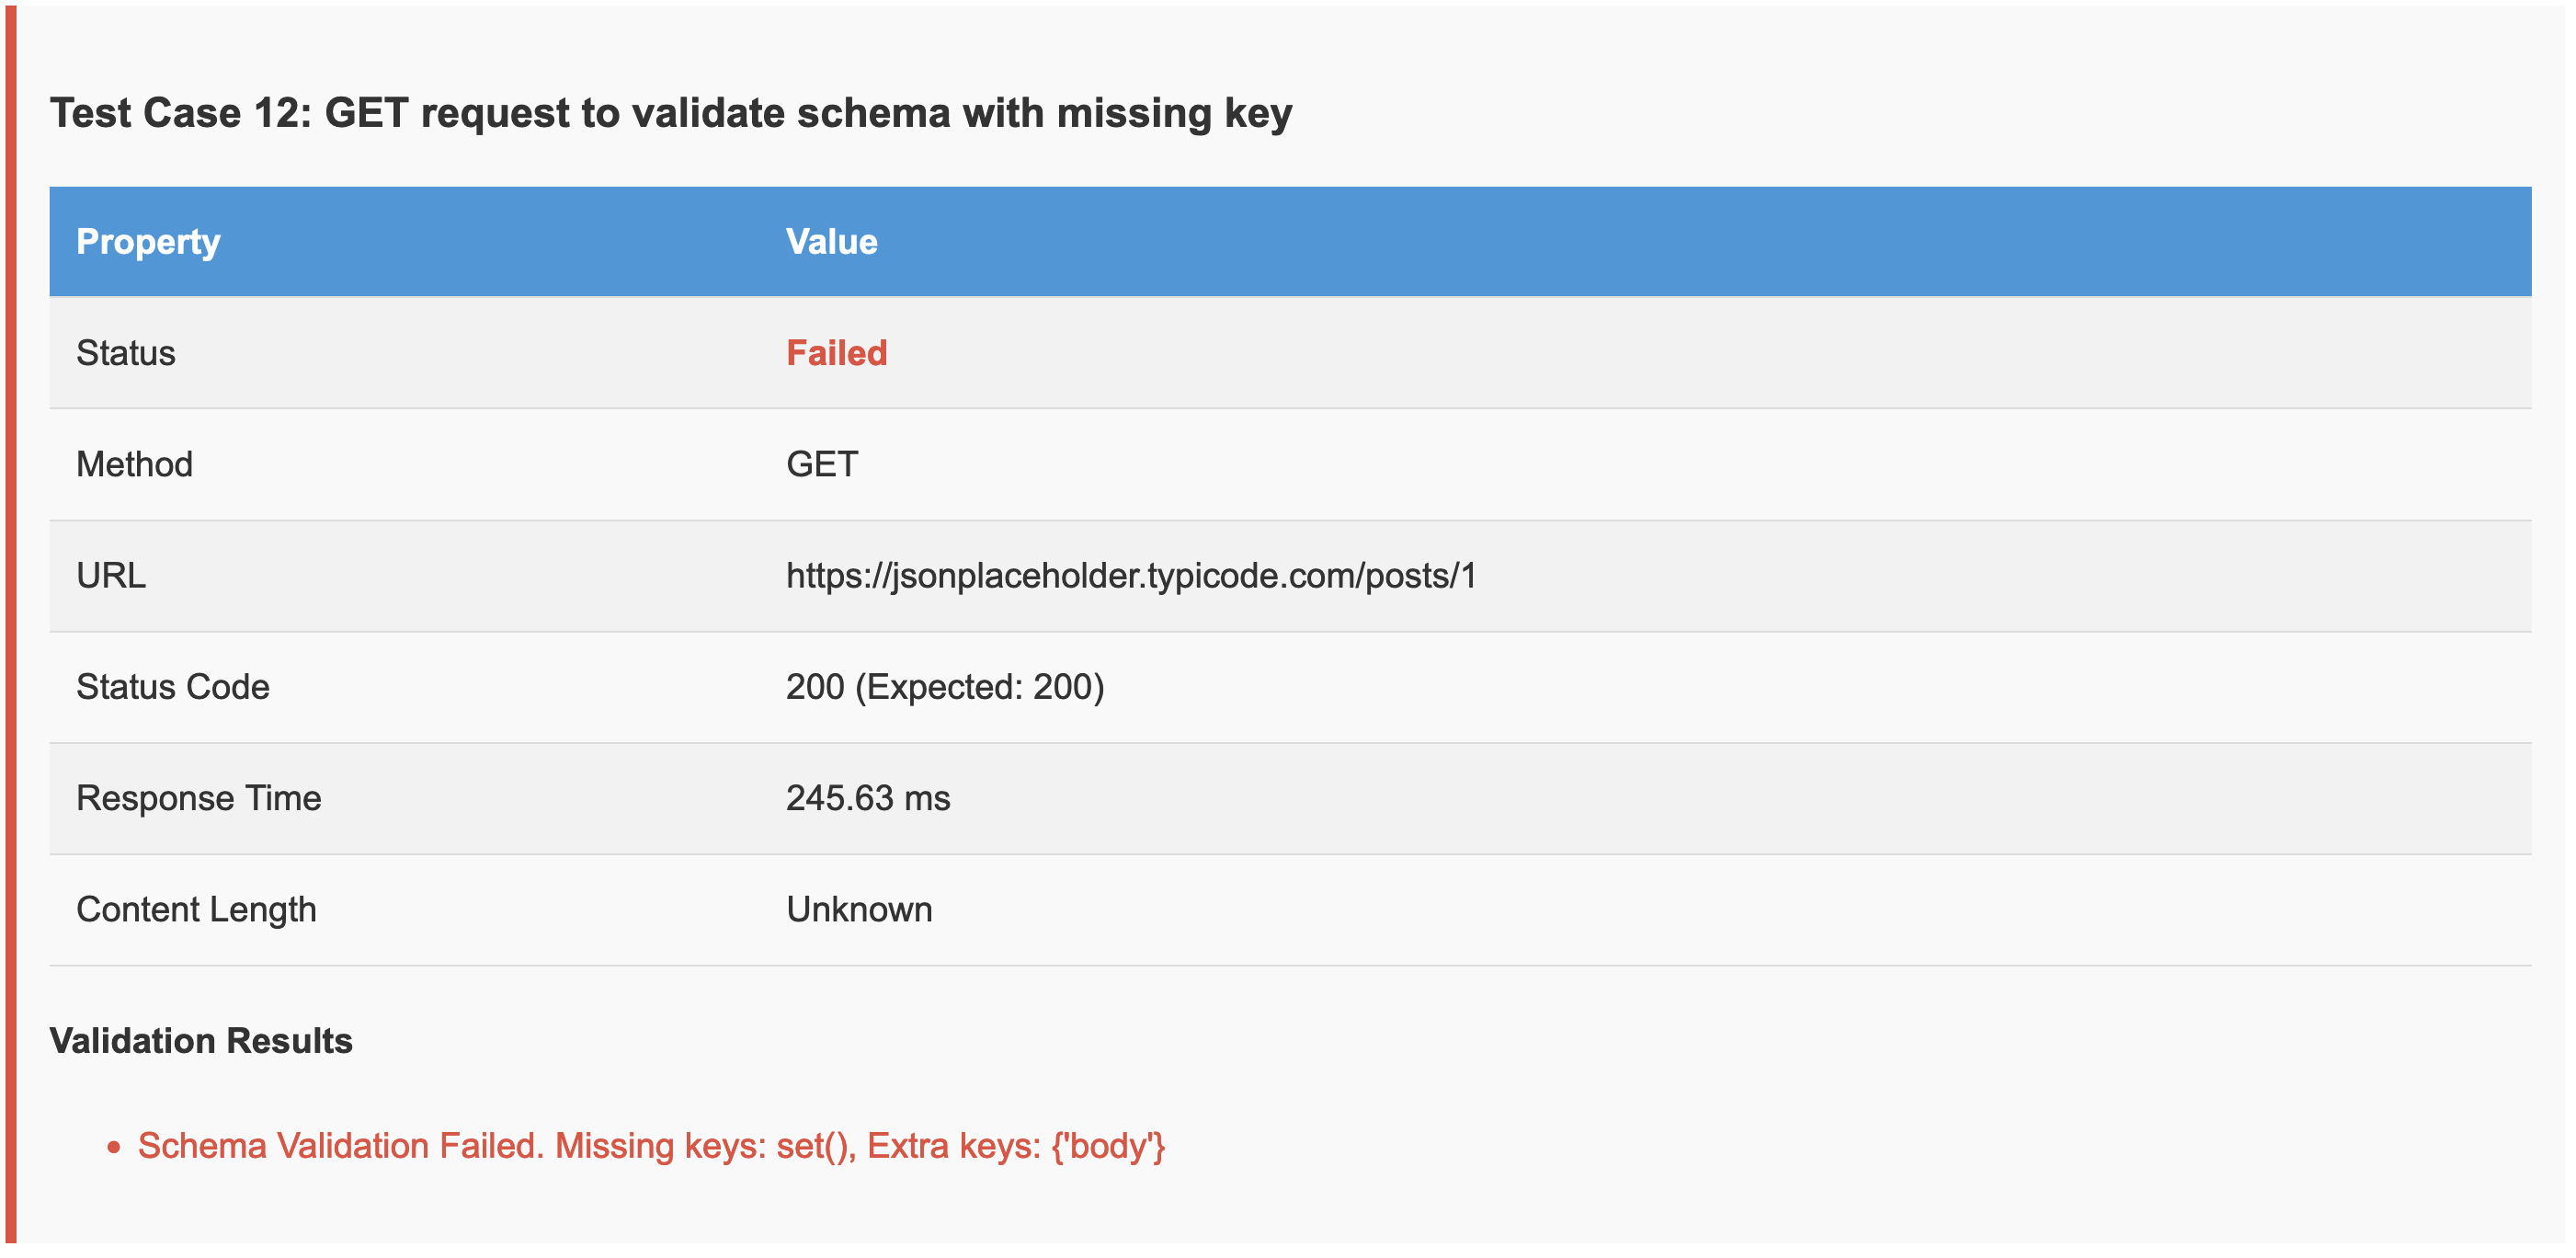 Test Case 12: GET request to validate schema with missing key
Property Value
Status Failed
Method GET
URL https://jsonplaceholder.typicode.com/posts/1
Status Code 200 (Expected: 200)
Response Time 245.63 ms
Content Length Unknown
Validation Results
• Schema Validation Failed. Missing keys: set(), Extra keys: {'body'}